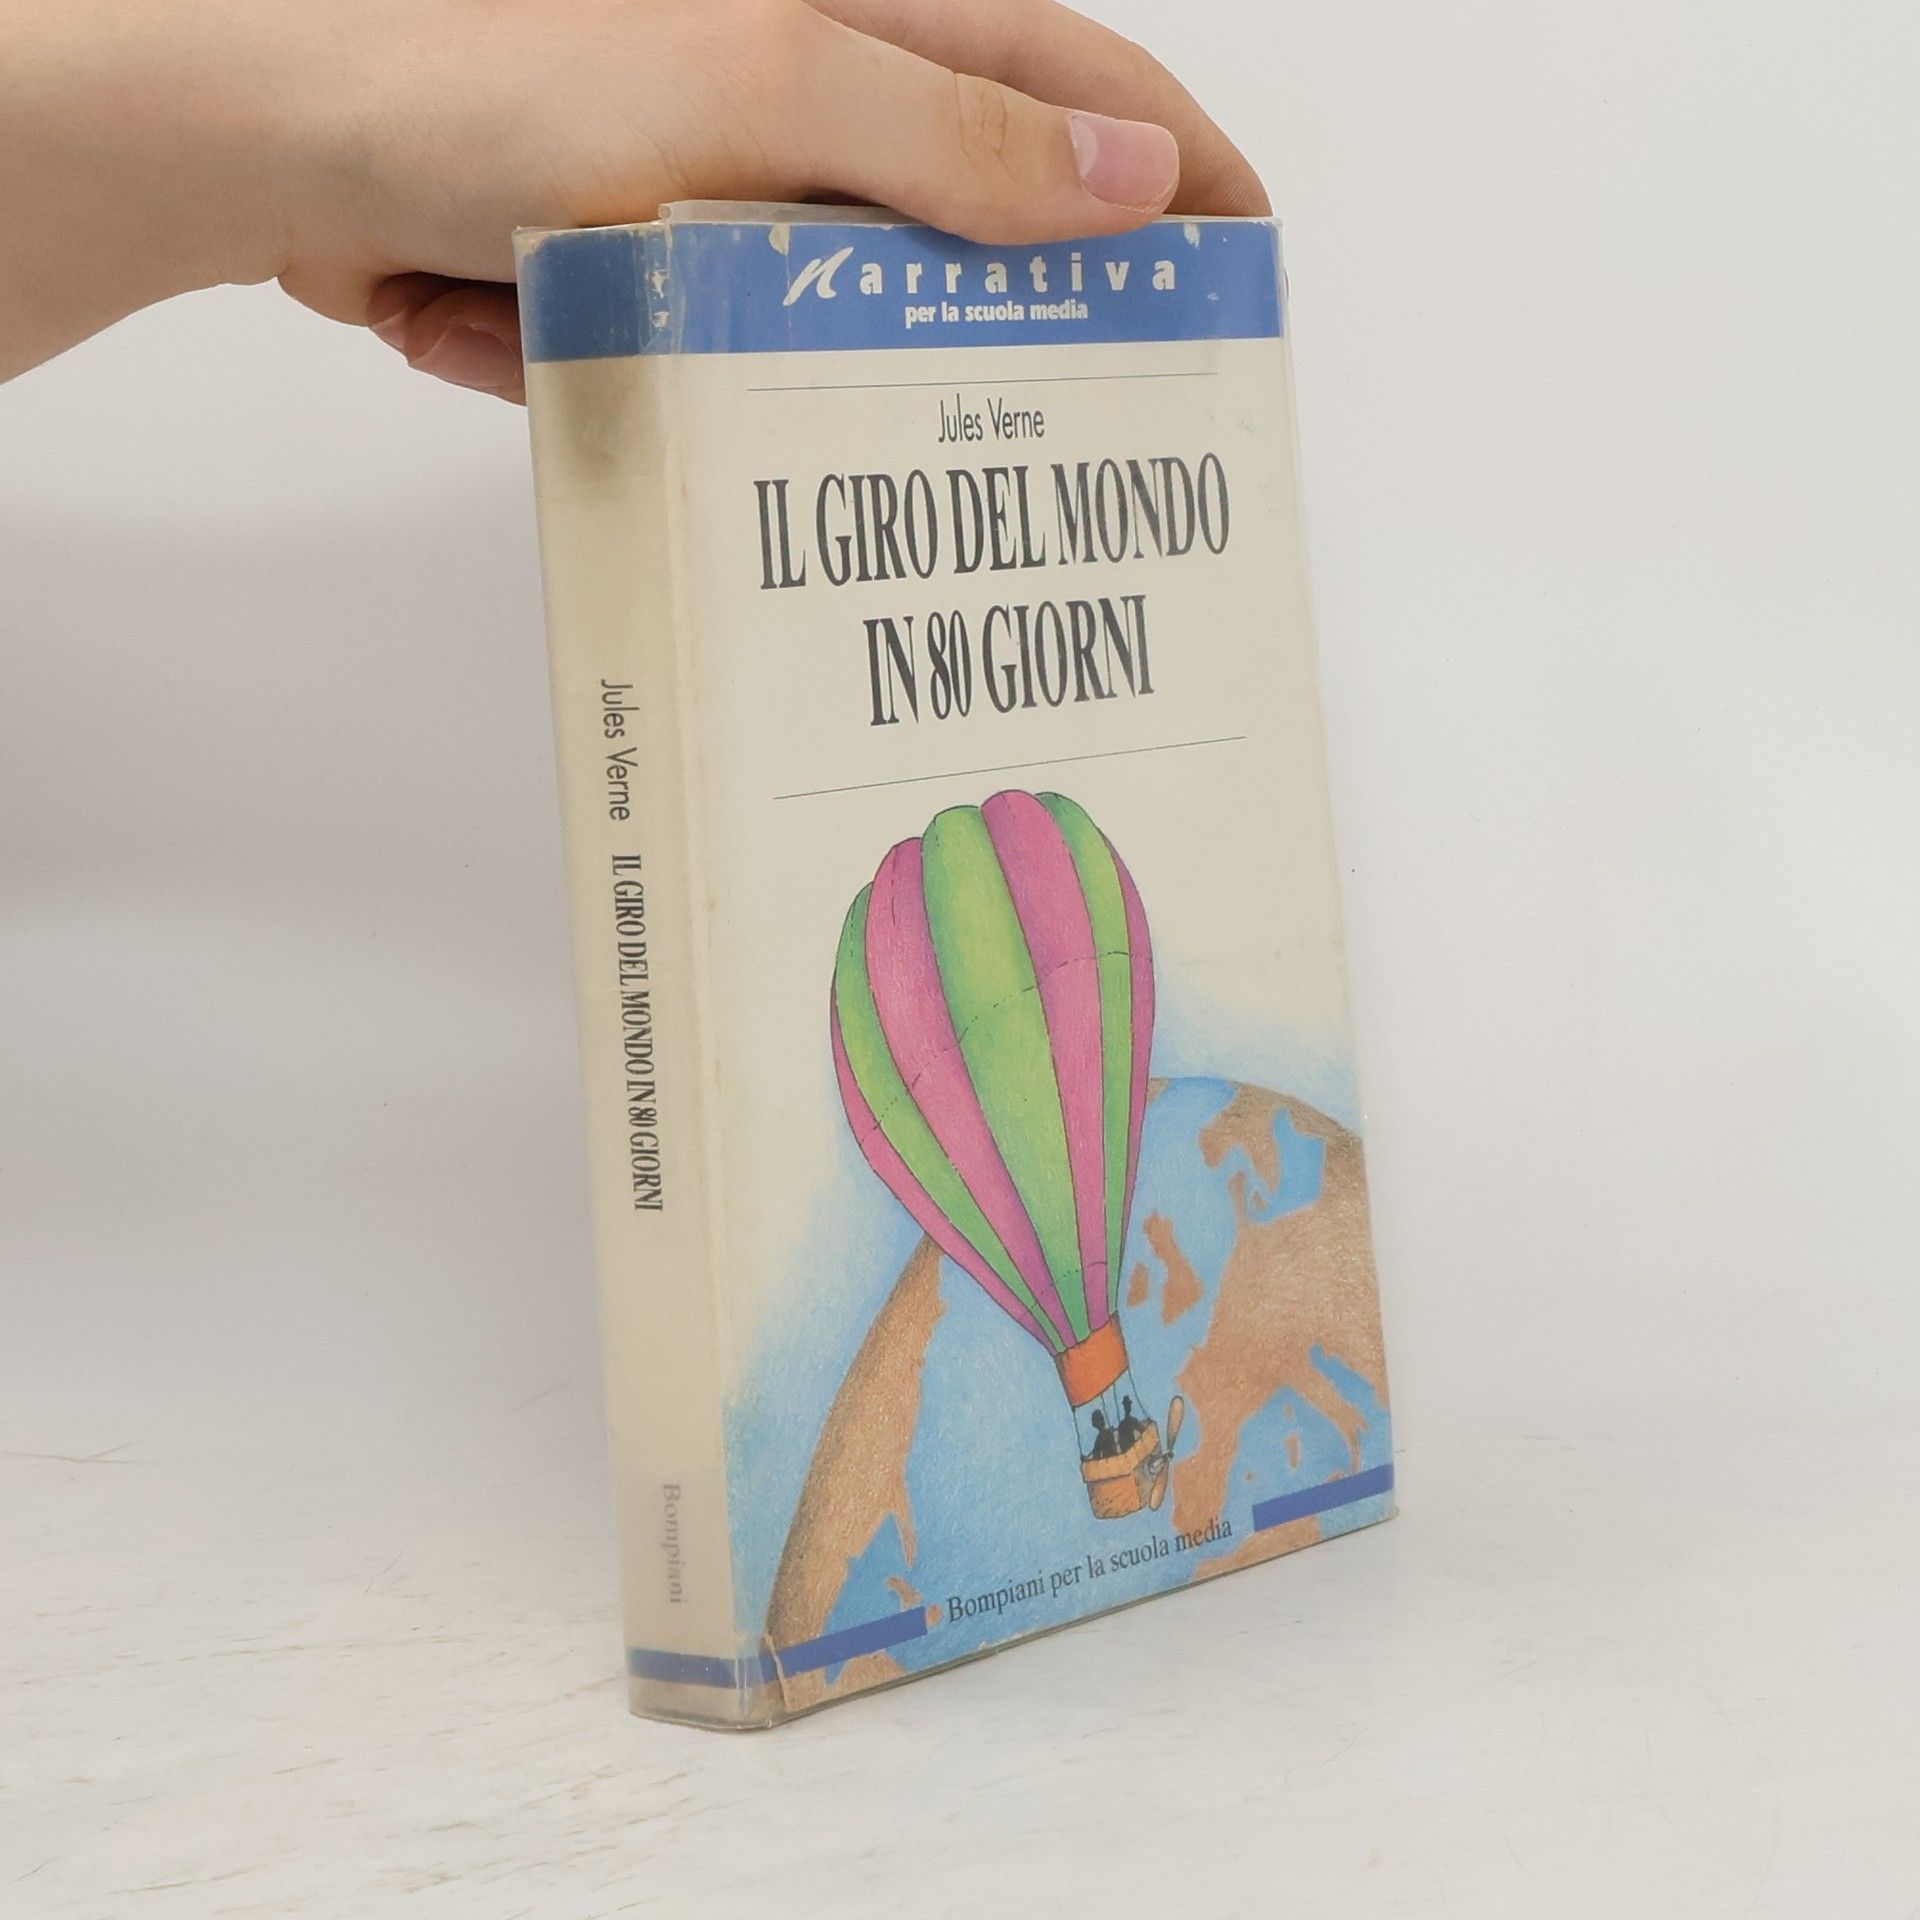 Narrativa
per la scuola media
Jules Verne
IL GIRO DEL MONDO
IN 80 GIORNI
Bompiani per la scuola media
Jules Verne IL GIRO DEL MONDO IN 80 GIORNI
Bompiani